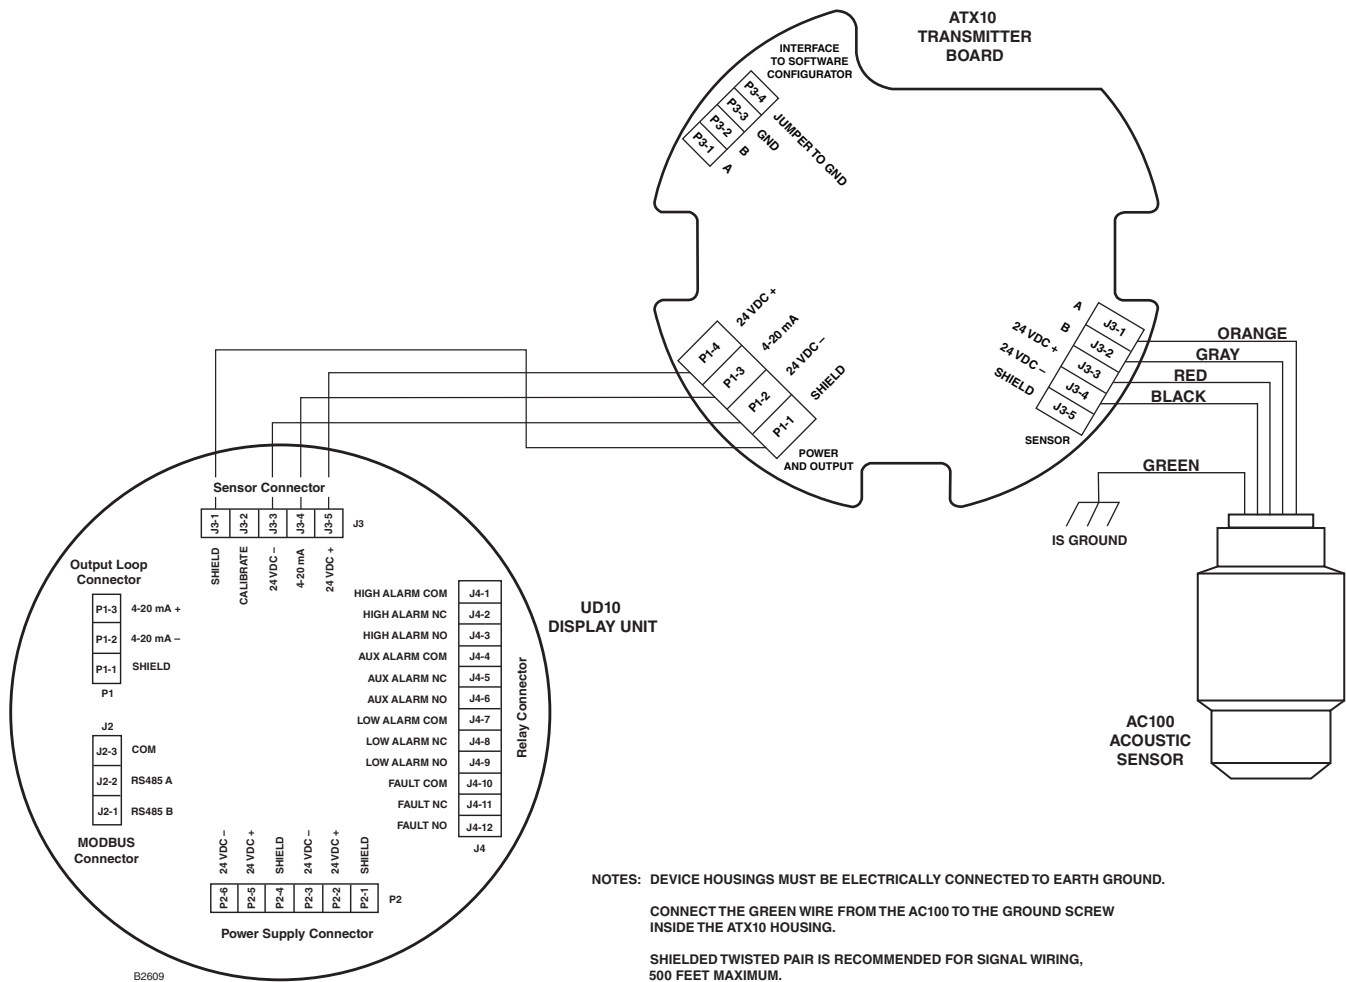 ATX10
TRANSMITTER
BOARD
INTERFACE
TO SOFTWARE
CONFIGURATOR
P3-4
P3-3
P3-2
P3-1
JUMPER TO GND
GND
B
A
24 VDC +
4-20 mA
24 VDC –
SHIELD
P1-4
P1-3
P1-2
P1-1
POWER
AND OUTPUT
A
B
24 VDC +
24 VDC –
SHIELD
J3-1
J3-2
J3-3
J3-4
J3-5
SENSOR
ORANGE
GRAY
RED
BLACK
GREEN
IS GROUND
AC100
ACOUSTIC
SENSOR
Sensor Connector
J3-1
J3-2
J3-3
J3-4
J3-5
J3
SHIELD
CALIBRATE
24 VDC –
4-20 mA
24 VDC +
Output Loop
Connector
P1-3 4-20 mA +
P1-2 4-20 mA –
P1-1 SHIELD
P1
J2
J2-3 COM
J2-2 RS485 A
J2-1 RS485 B
MODBUS
Connector
HIGH ALARM COM J4-1
HIGH ALARM NC J4-2
HIGH ALARM NO J4-3
AUX ALARM COM J4-4
AUX ALARM NC J4-5
AUX ALARM NO J4-6
LOW ALARM COM J4-7
LOW ALARM NC J4-8
LOW ALARM NO J4-9
FAULT COM J4-10
FAULT NC J4-11
FAULT NO J4-12
J4
Relay Connector
UD10
DISPLAY UNIT
24 VDC –
24 VDC +
SHIELD
24 VDC –
24 VDC +
SHIELD
P2-6
P2-5
P2-4
P2-3
P2-2
P2-1
P2
Power Supply Connector
B2609
NOTES: DEVICE HOUSINGS MUST BE ELECTRICALLY CONNECTED TO EARTH GROUND.
CONNECT THE GREEN WIRE FROM THE AC100 TO THE GROUND SCREW
INSIDE THE ATX10 HOUSING.
SHIELDED TWISTED PAIR IS RECOMMENDED FOR SIGNAL WIRING,
500 FEET MAXIMUM.